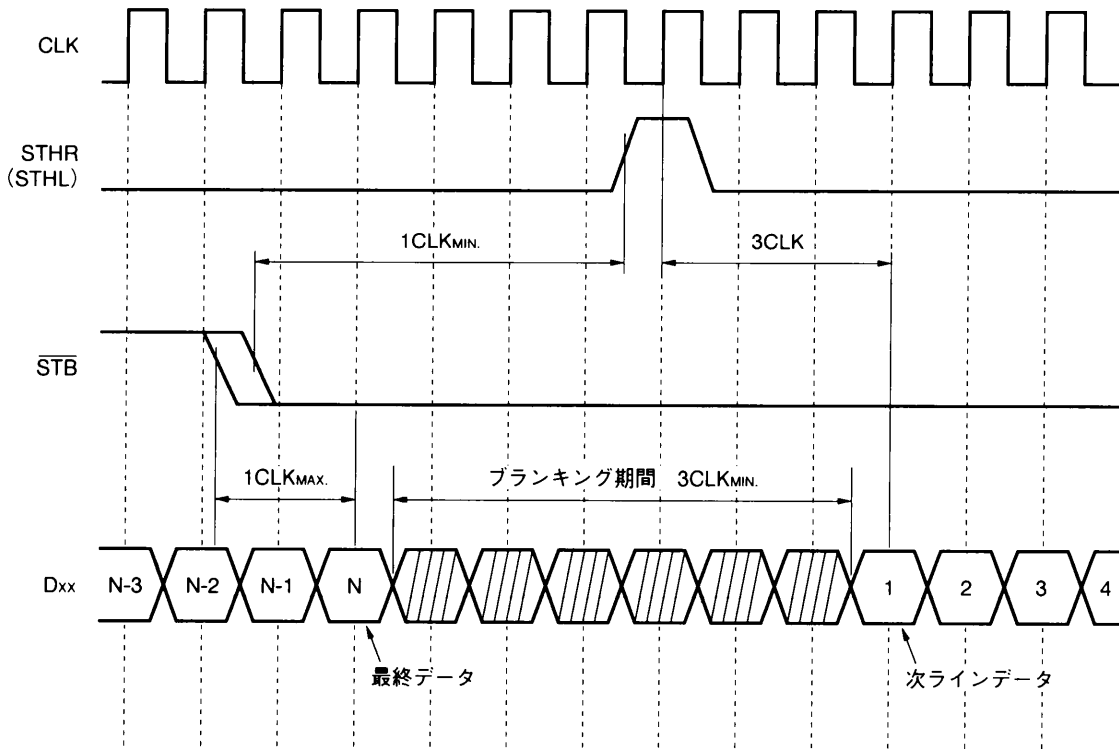 CLK
STHR
(STHL)
1CLKMIN.
3CLK
STB
1CLKMAX.
ブランキング期間 3CLKMIN.
Dxx
N-3
N-2
N-1
N
1
2
3
4
最終データ
次ラインデータ